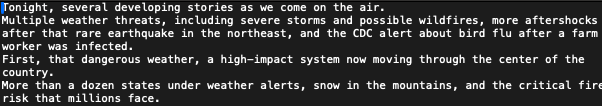 Tonight, several developing stories as we come on the air.
Multiple weather threats, including severe storms and possible wildfires, more aftershocks
after that rare earthquake in the northeast, and the CDC alert about bird flu after a farm
worker was infected.
First, that dangerous weather, a high-impact system now moving through the center of the
country.
More than a dozen states under weather alerts, snow in the mountains, and the critical fire
risk that millions face.